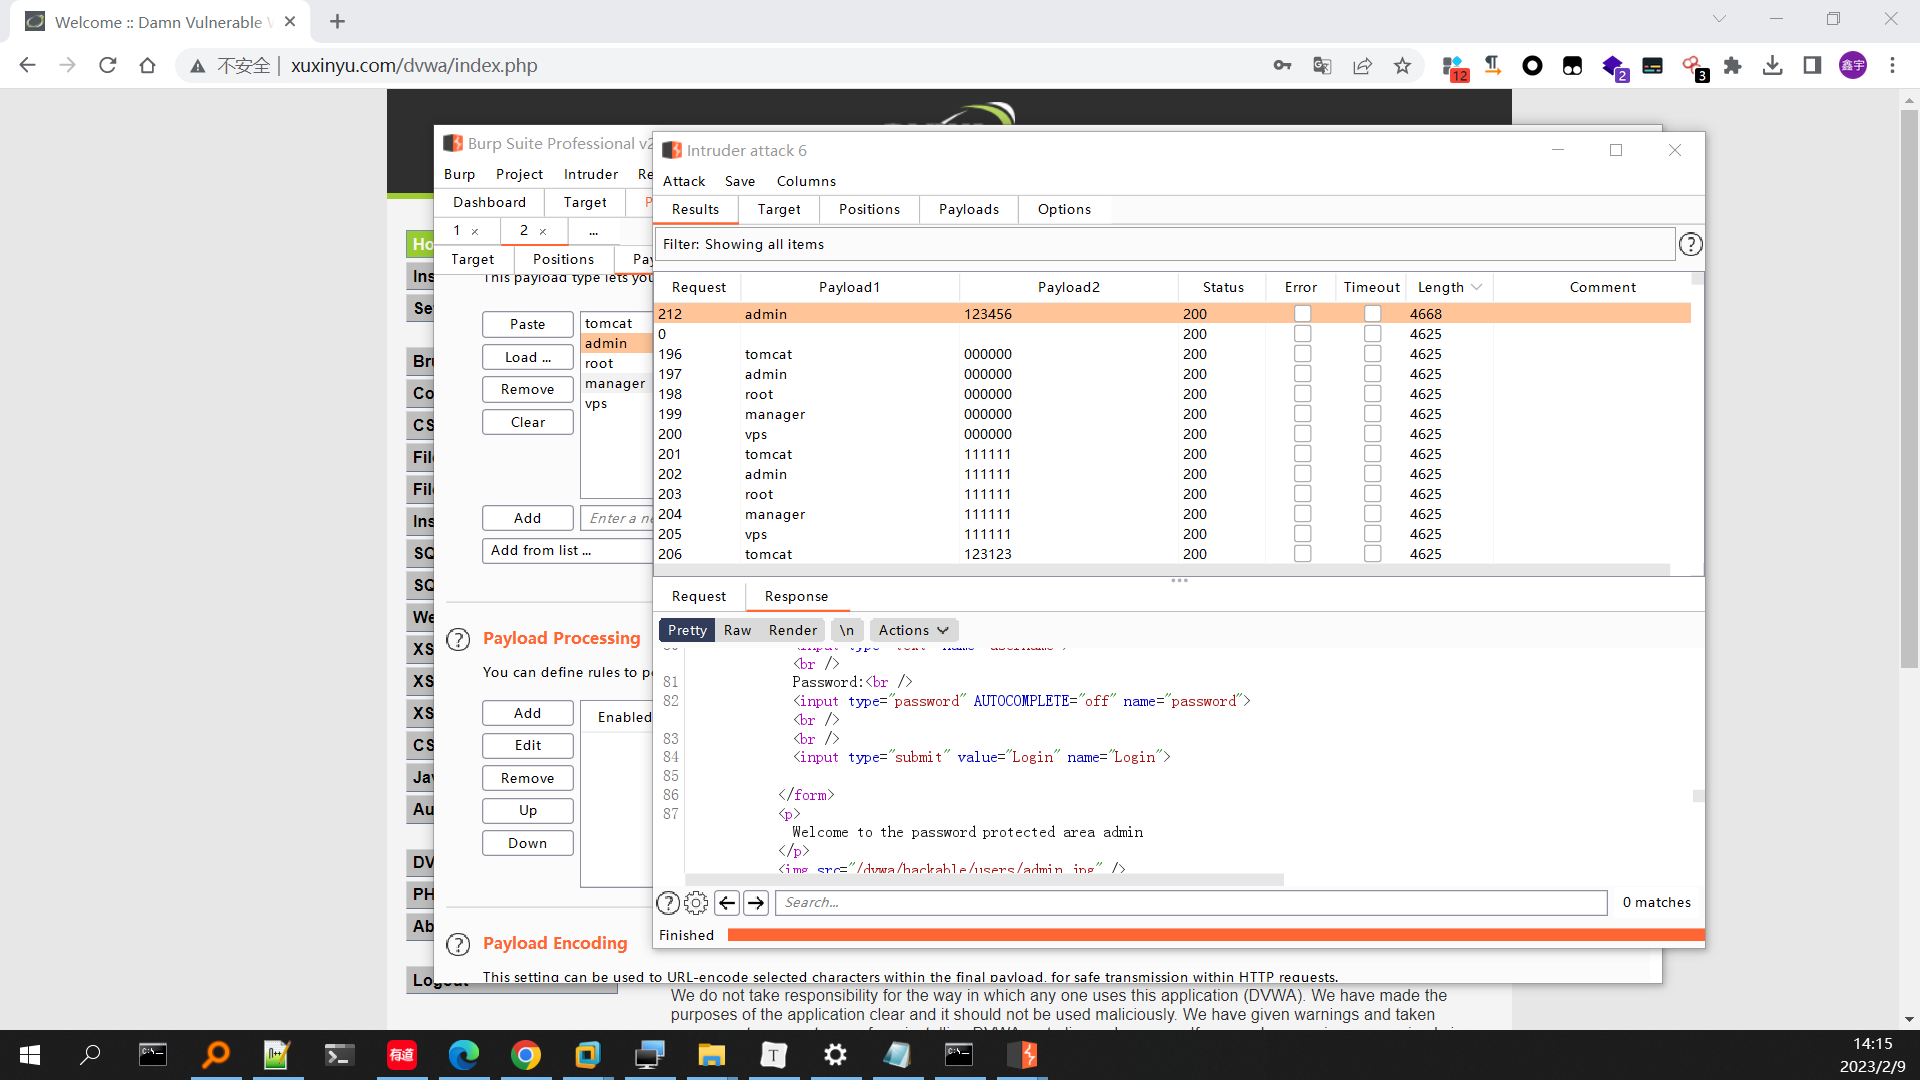 Welcome :: Damn Vulnerable
不安全 | xuxinyu.com/dvwa/index.php
12
2
3
鑫宇
Burp Suite Professional v2
Burp Project Intruder Re
Dashboard Target P
1 × 2 × ...
Target Positions Pay
This payload type lets you
Paste
Load ...
Remove
Clear
tomcat
admin
root
manager
vps
Add
Enter a ne
Add from list ...
Payload Processing
You can define rules to pe
Add
Edit
Remove
Up
Down
Enabled
Payload Encoding
This setting can be used to URL-encode selected characters within the final payload, for safe transmission within HTTP requests.
Ho
Ins
Se
Bru
Co
CS
File
File
Ins
SQ
SQ
We
XS
XS
XS
CS
Jav
Au
DV
PH
Ab
Logout
Intruder attack 6
Attack Save Columns
Results Target Positions Payloads Options
Filter: Showing all items
Request Payload1 Payload2 Status Error Timeout Length Comment
212 admin 123456 200 4668
0 200 4625
196 tomcat 000000 200 4625
197 admin 000000 200 4625
198 root 000000 200 4625
199 manager 000000 200 4625
200 vps 000000 200 4625
201 tomcat 111111 200 4625
202 admin 111111 200 4625
203 root 111111 200 4625
204 manager 111111 200 4625
205 vps 111111 200 4625
206 tomcat 123123 200 4625
Request Response
Pretty Raw Render \n Actions
<br />
81 Password:<br />
82 <input type="password" AUTOCOMPLETE="off" name="password">
<br />
83 <br />
84 <input type="submit" value="Login" name="Login">
85
86 </form>
87 <p>
Welcome to the password protected area admin
</p>
<img src="/dvwa/hackable/users/admin.jpg" />
Search... 0 matches
Finished
We do not take responsibility for the way in which any one uses this application (DVWA). We have made the
purposes of the application clear and it should not be used maliciously. We have given warnings and taken
有道
T
14:15
2023/2/9